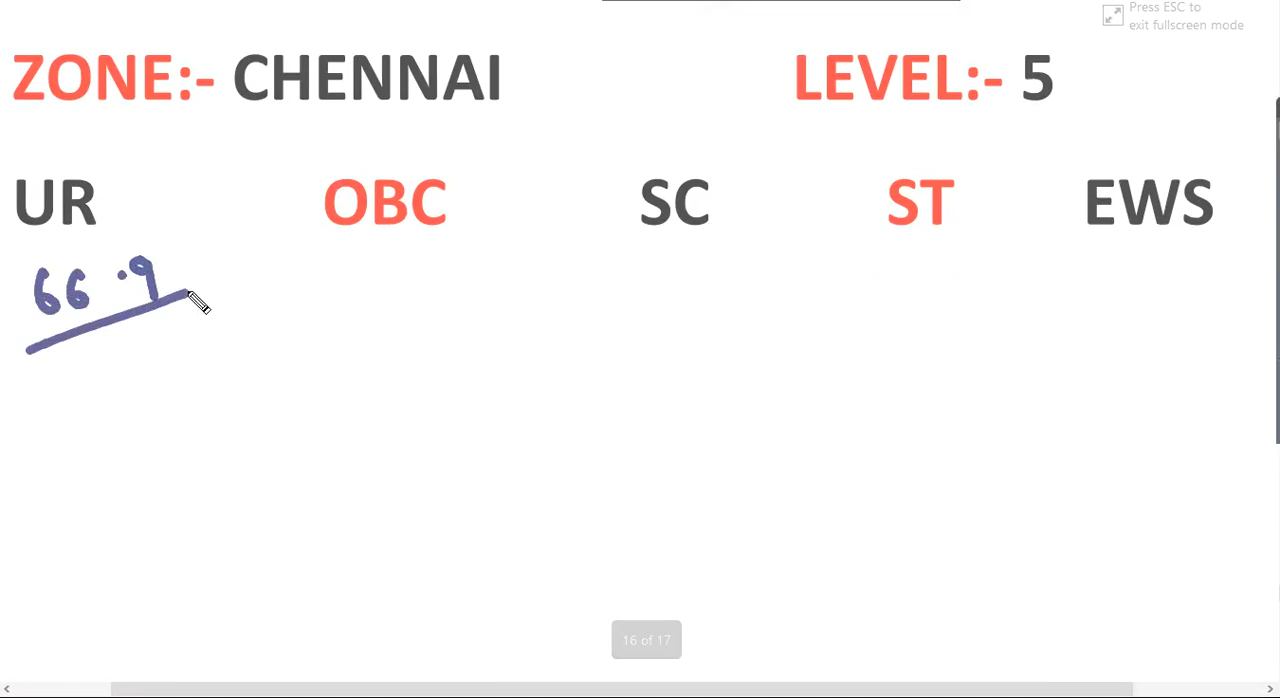 Press ESC to
exit fullscreen mode
ZONE:- CHENNAI LEVEL:- 5
UR OBC SC ST EWS
66.9
16 of 17